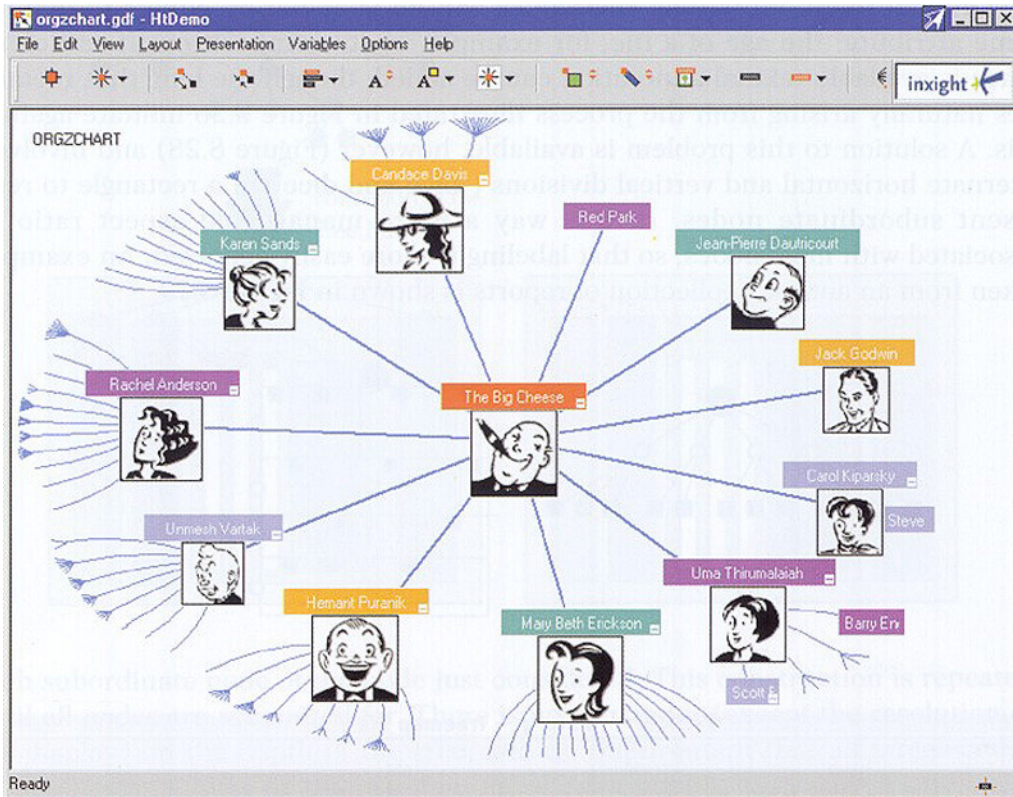 orgzchart.gdf - HtDemo
File Edit View Layout Presentation Variables Options Help
inxight
ORGZCHART
Candace Davis
Red Park
Karen Sands
Jean-Pierre Dautricourt
Jack Godwin
Rachel Anderson
The Big Cheese
Carol Kiparsky
Steve
Unmesh Vartak
Uma Thirumalaiah
Hemant Puranik
Mary Beth Erickson
Barry
Scott
Ready